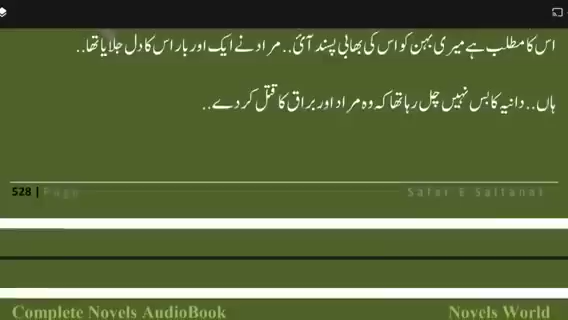 اس کا مطلب ہے میری بہن کو اس کی بھابی پسند آئ.. مراد نے ایک اور بار اس کا دل جلایا تھا..
ہاں.. دانیہ کا بس نہیں چل رہا تھا کہ وہ مراد اور براق کا قتل کر دے..
528 | Page
Safar E Saltanat
Complete Novels AudioBook
Novels World